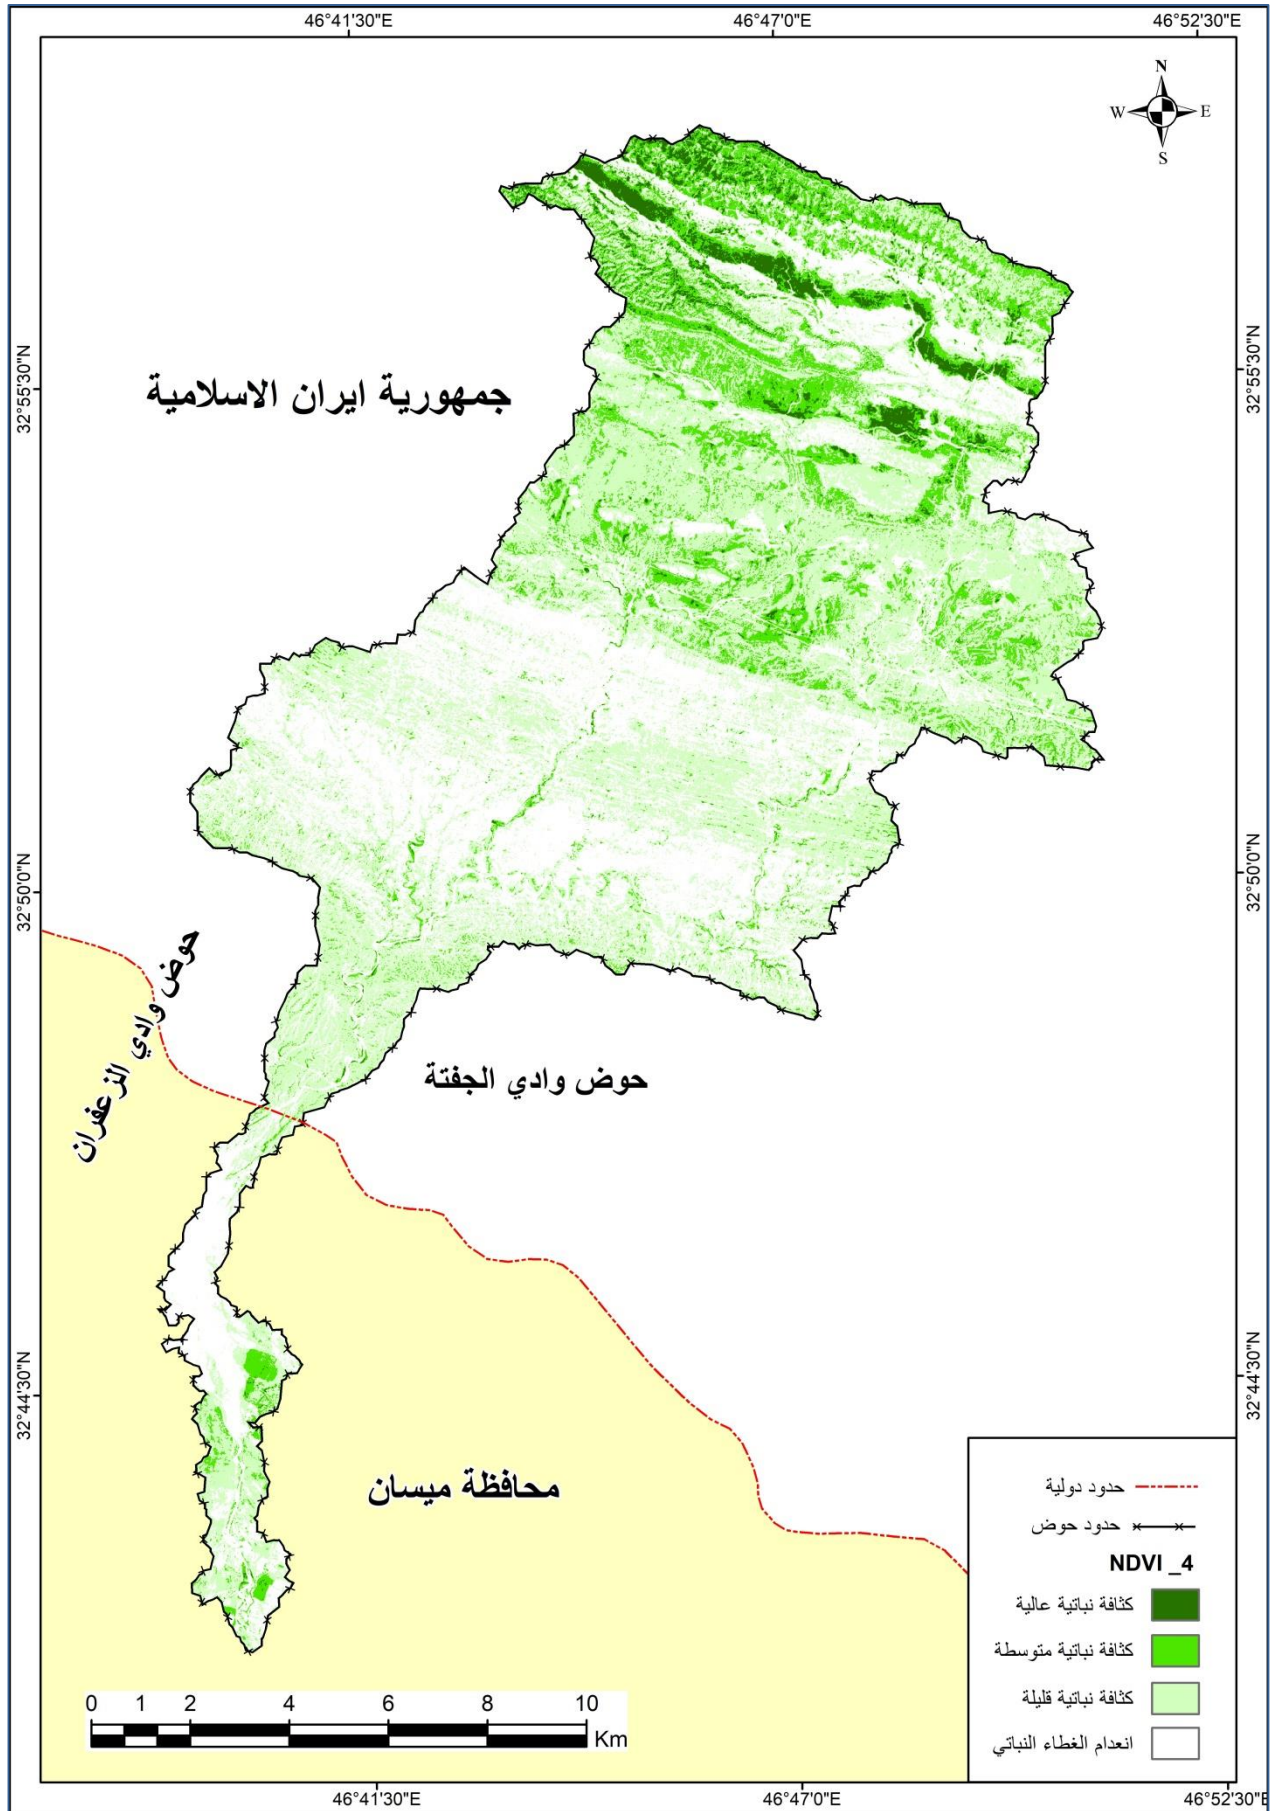 46°41'30"E
46°47'0"E
46°52'30"E
N
W
E
S
32°55'30"N
32°55'30"N
جمهورية ايران الاسلامية
32°50'0"N
32°50'0"N
حوض وادي الزعفران
حوض وادي الجفتة
32°44'30"N
32°44'30"N
محافظة ميسان
حدود دولية
حدود حوض
NDVI _4
كثافة نباتية عالية
كثافة نباتية متوسطة
كثافة نباتية قليلة
انعدام الغطاء النباتي
0 1 2 4 6 8 10
Km
46°41'30"E
46°47'0"E
46°52'30"E